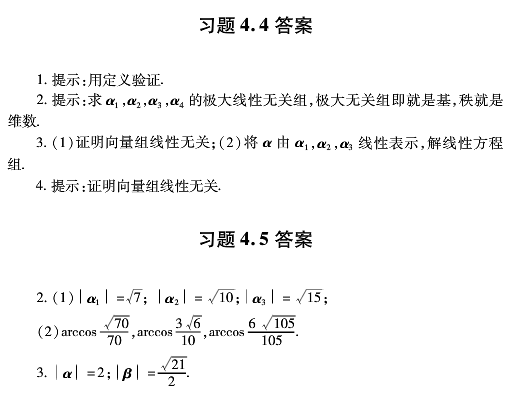 习题 4.4 答案
1. 提示:用定义验证.
2. 提示:求 α₁,α₂,α₃,α₄ 的极大线性无关组,极大无关组即就是基,秩就是
维数.
3. (1)证明向量组线性无关;(2)将 α 由 α₁,α₂,α₃ 线性表示,解线性方程
组.
4. 提示:证明向量组线性无关.
习题 4.5 答案
2. (1)|α₁| =√7; |α₂| = √10;|α₃| = √15;
(2)arccos √70/70,arccos 3√6/10,arccos 6√105/105.
3. |α| =2;|β| =√21/2.